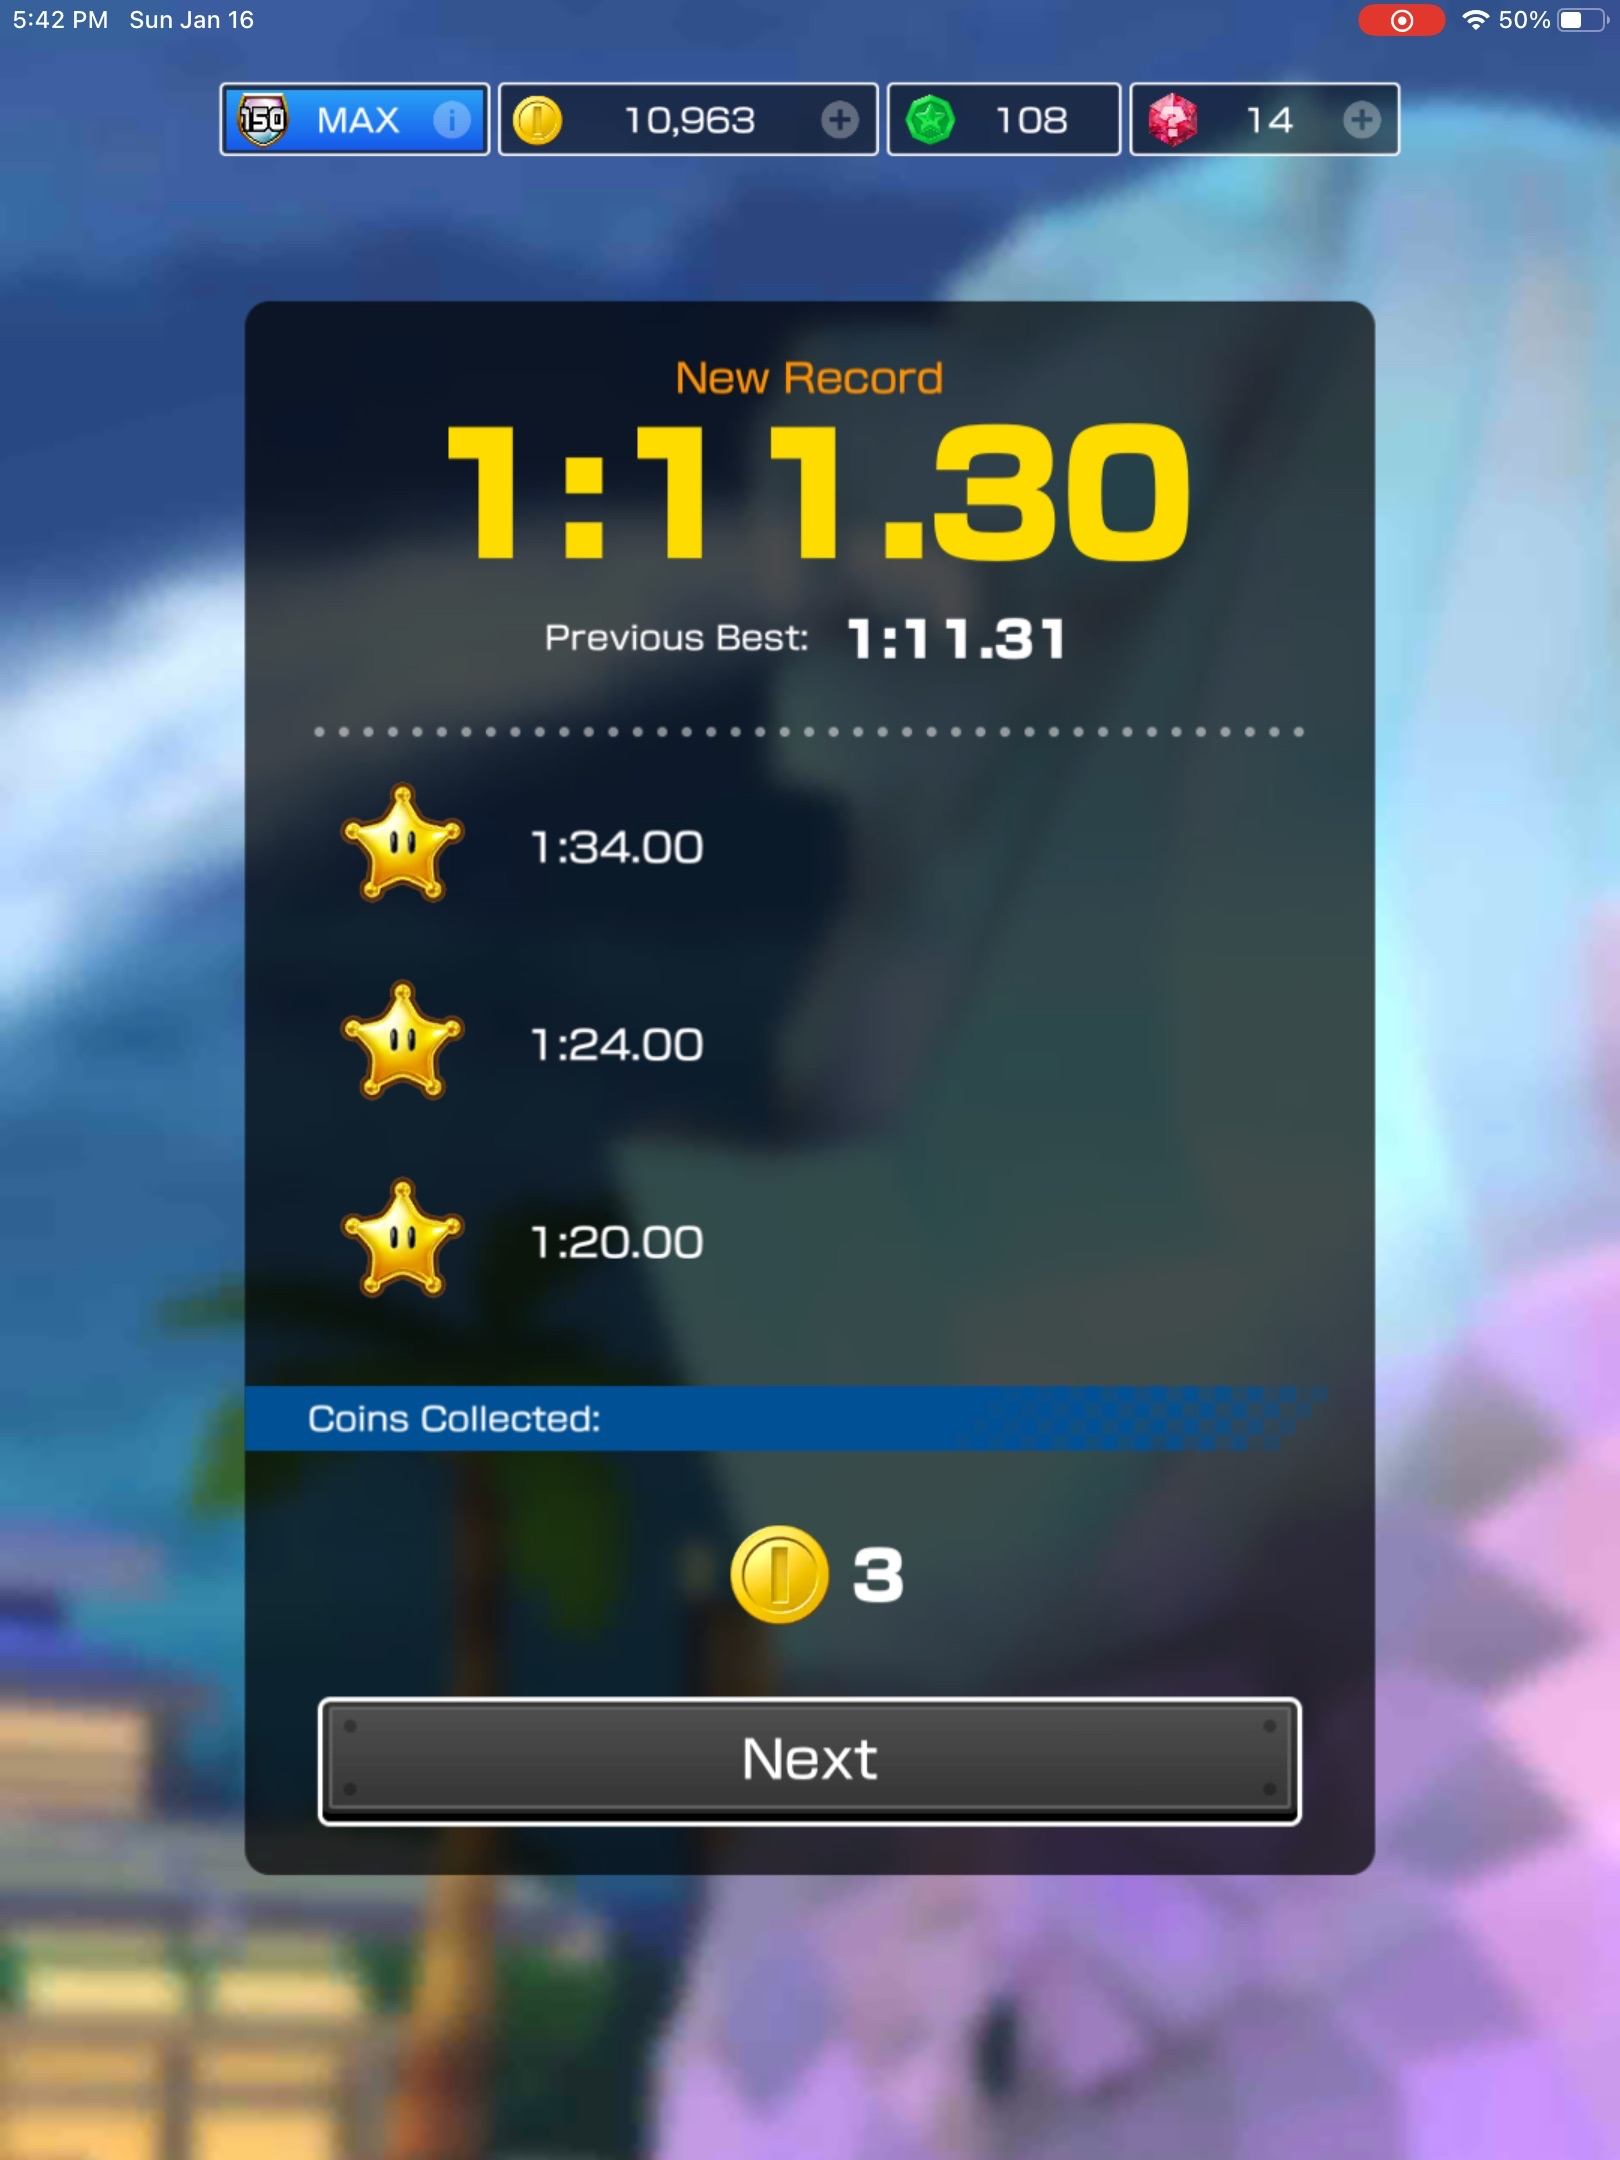 5:42 PM Sun Jan 16 50%
150 MAX i 10,963 + 108 ? 14 +
New Record
1:11.30
Previous Best: 1:11.31
1:34.00
1:24.00
1:20.00
Coins Collected:
3
Next